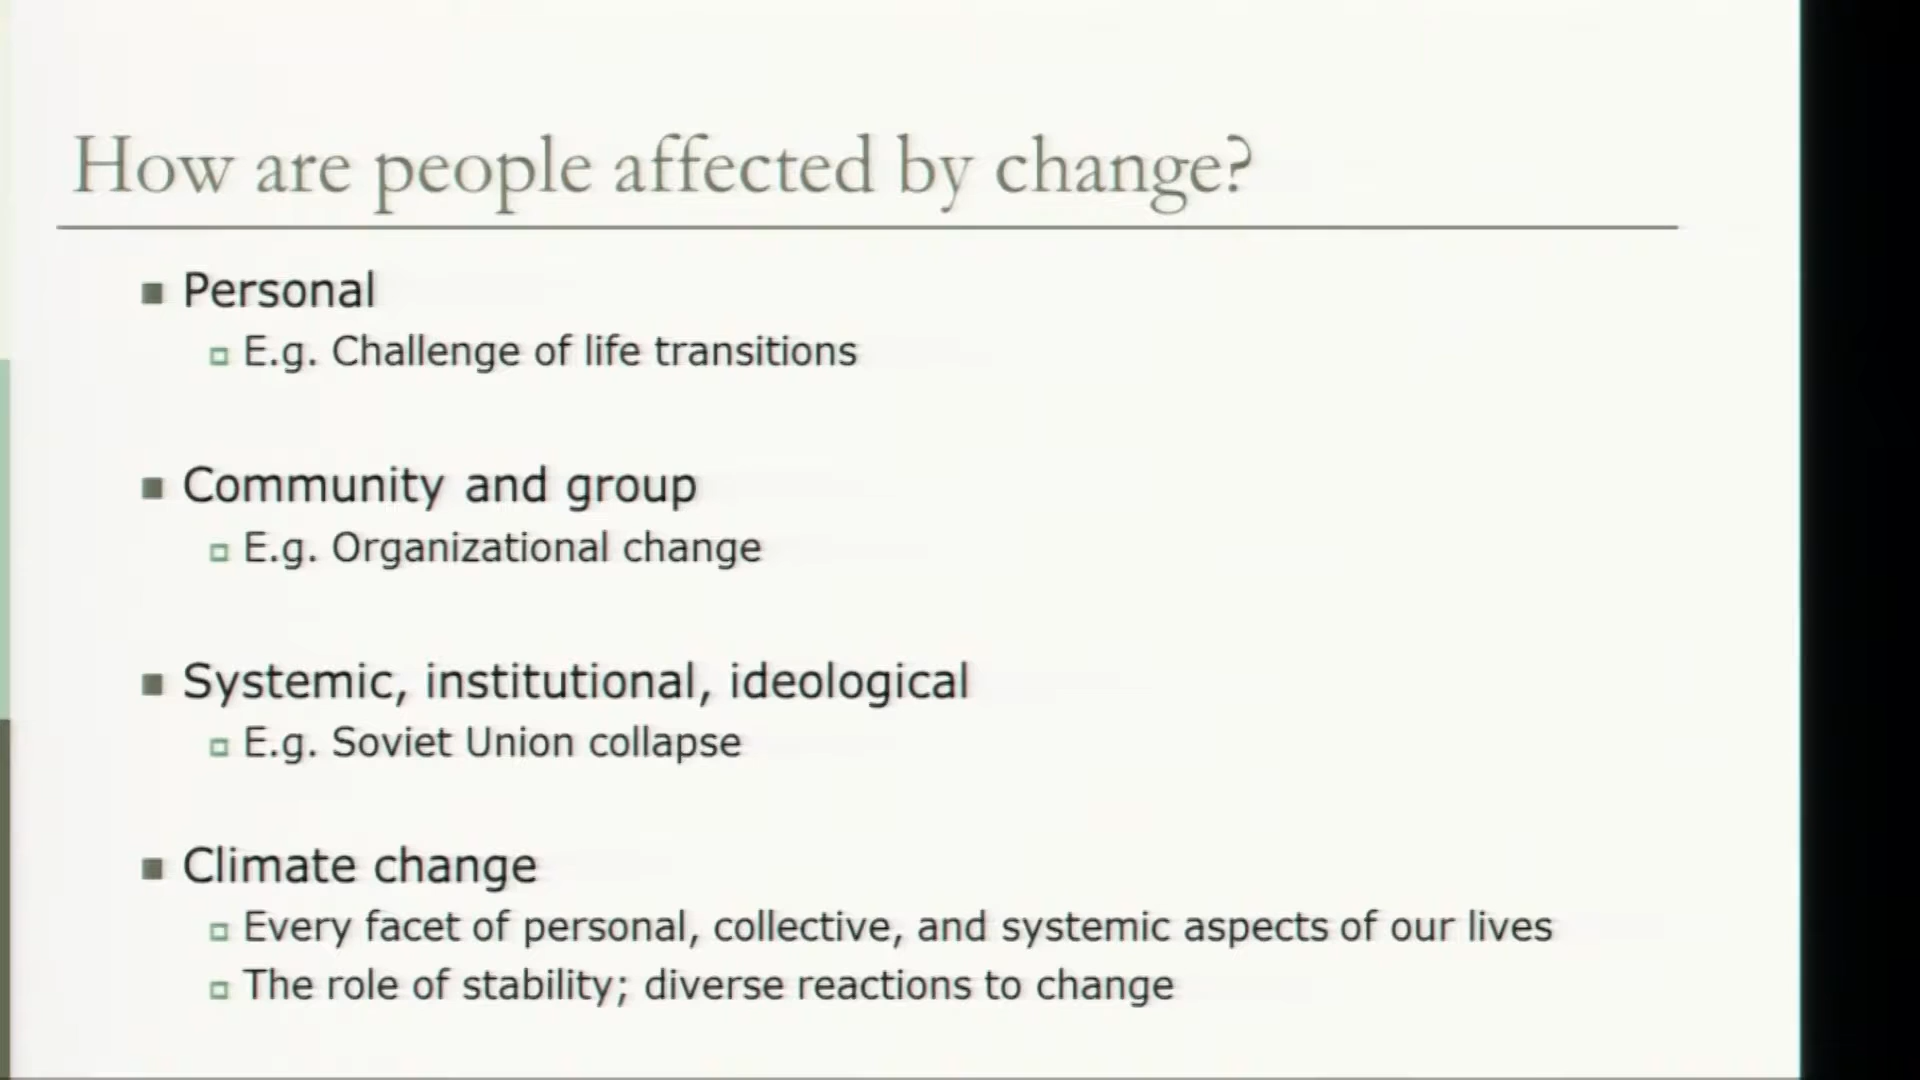 How are people affected by change?
Personal
E.g. Challenge of life transitions
Community and group
E.g. Organizational change
Systemic, institutional, ideological
E.g. Soviet Union collapse
Climate change
Every facet of personal, collective, and systemic aspects of our lives
The role of stability; diverse reactions to change